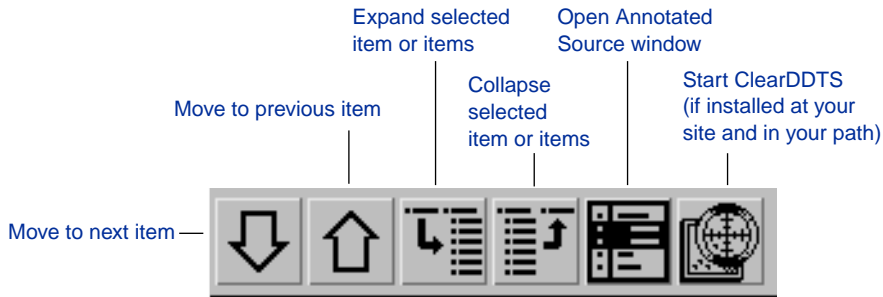 Expand selected
item or items
Open Annotated
Source window
Collapse
selected
item or items
Start ClearDDTS
(if installed at your
site and in your path)
Move to previous item
Move to next item